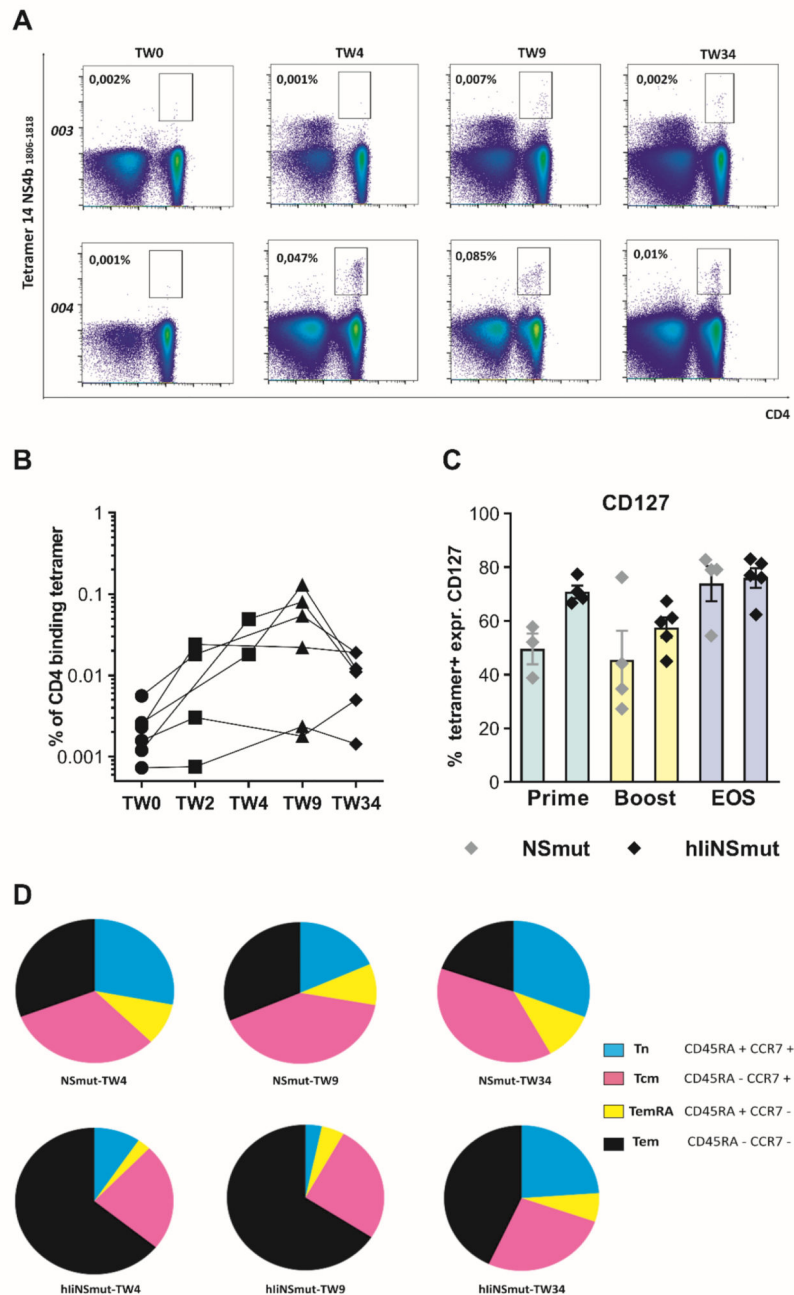 A
TW0 TW4 TW9 TW34
Tetramer 14 NS4b 1806-1818
003
0,002% 0,001% 0,007% 0,002%
004
0,001% 0,047% 0,085% 0,01%
CD4
B
% of CD4 binding tetramer
1
0.1
0.01
0.001
TW0 TW2 TW4 TW9 TW34
C
CD127
% tetramer+ expr. CD127
100
80
60
40
20
0
Prime Boost EOS
NSmut hIiNSmut
D
NSmut-TW4 NSmut-TW9 NSmut-TW34
Tn CD45RA + CCR7 +
Tcm CD45RA - CCR7 +
TemRA CD45RA + CCR7 -
Tem CD45RA - CCR7 -
hIiNSmut-TW4 hIiNSmut-TW9 hIiNSmut-TW34